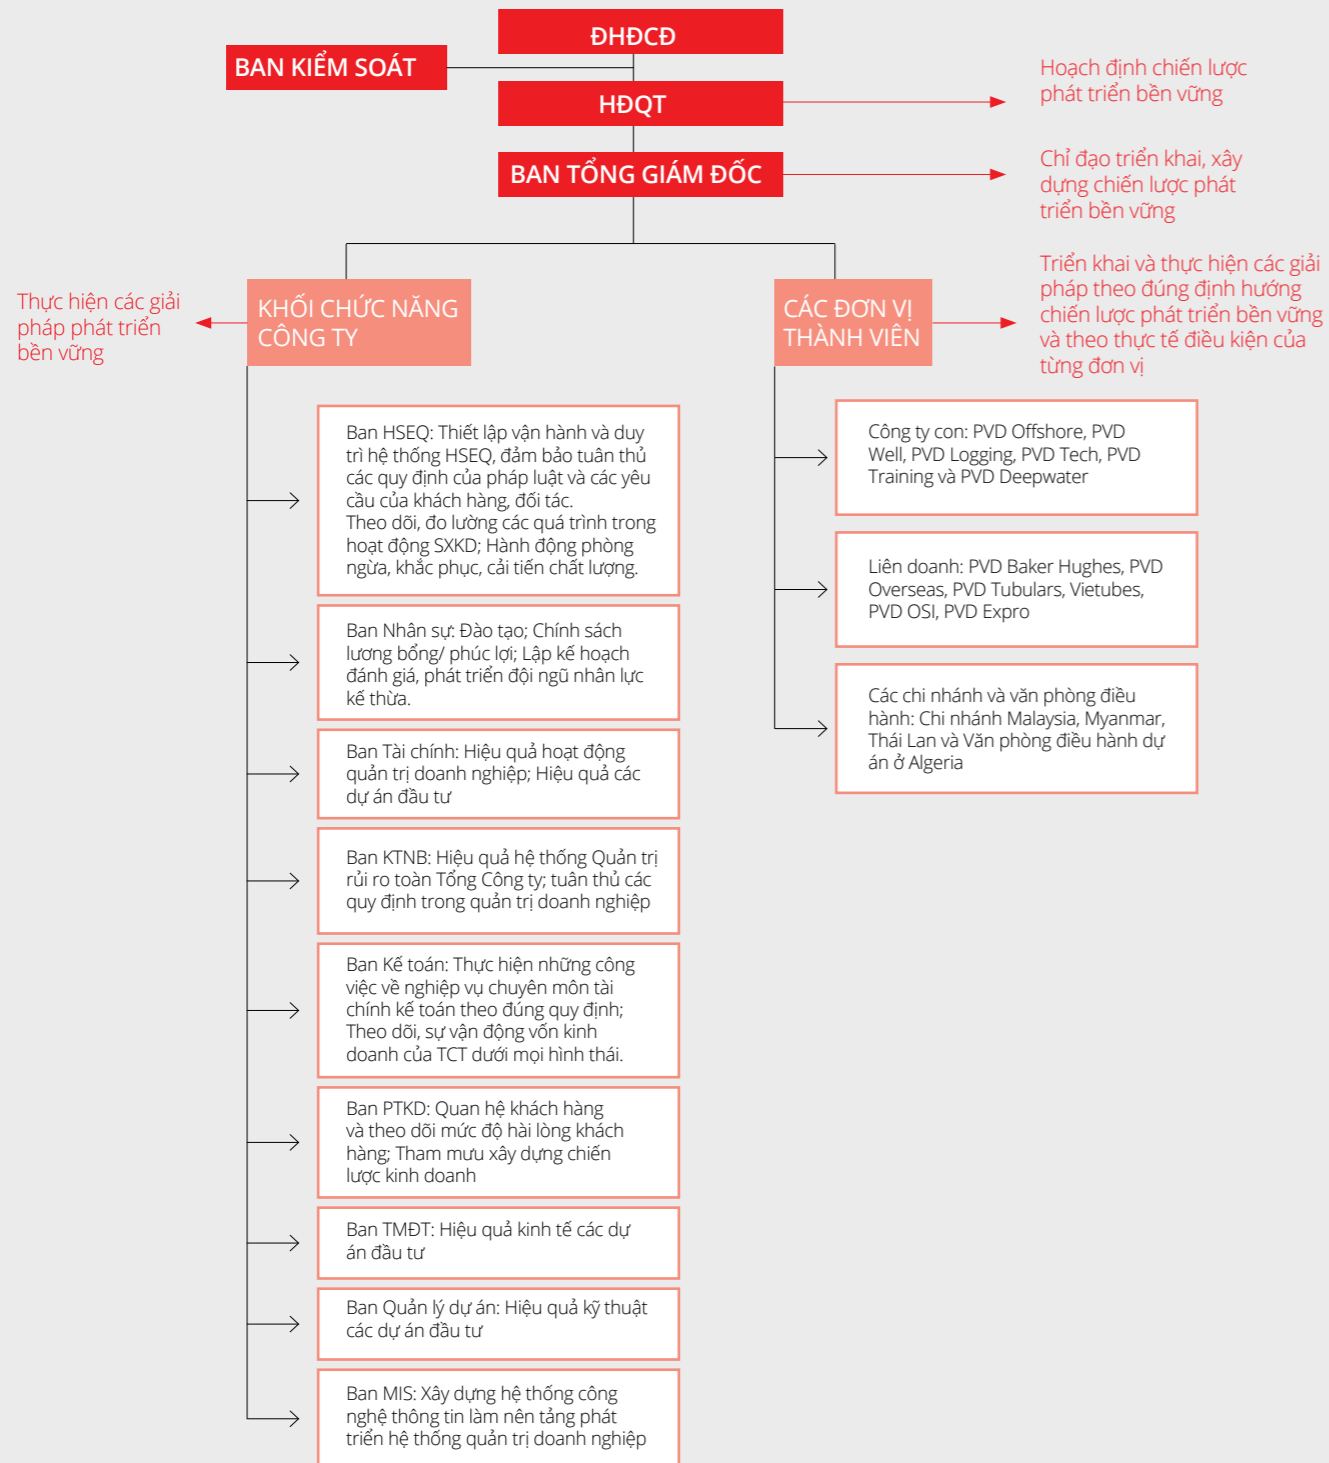 ĐHĐCĐ
BAN KIỂM SOÁT
HĐQT
Hoạch định chiến lược
phát triển bền vững
BAN TỔNG GIÁM ĐỐC
Chỉ đạo triển khai, xây
dựng chiến lược phát
triển bền vững
Thực hiện các giải
pháp phát triển
bền vững
KHỐI CHỨC NĂNG
CÔNG TY
CÁC ĐƠN VỊ
THÀNH VIÊN
Triển khai và thực hiện các giải
pháp theo đúng định hướng
chiến lược phát triển bền vững
và theo thực tế điều kiện của
từng đơn vị
Ban HSEQ: Thiết lập vận hành và duy
trì hệ thống HSEQ, đảm bảo tuân thủ
các quy định của pháp luật và các yêu
cầu của khách hàng, đối tác.
Theo dõi, đo lường các quá trình trong
hoạt động SXKD; Hành động phòng
ngừa, khắc phục, cải tiến chất lượng.
Ban Nhân sự: Đào tạo; Chính sách
lương bổng/ phúc lợi; Lập kế hoạch
đánh giá, phát triển đội ngũ nhân lực
kế thừa.
Ban Tài chính: Hiệu quả hoạt động
quản trị doanh nghiệp; Hiệu quả các
dự án đầu tư
Ban KTNB: Hiệu quả hệ thống Quản trị
rủi ro toàn Tổng Công ty; tuân thủ các
quy định trong quản trị doanh nghiệp
Ban Kế toán: Thực hiện những công
việc về nghiệp vụ chuyên môn tài
chính kế toán theo đúng quy định;
Theo dõi, sự vận động vốn kinh
doanh của TCT dưới mọi hình thái.
Ban PTKD: Quan hệ khách hàng
và theo dõi mức độ hài lòng khách
hàng; Tham mưu xây dựng chiến
lược kinh doanh
Ban TMĐT: Hiệu quả kinh tế các dự
án đầu tư
Ban Quản lý dự án: Hiệu quả kỹ thuật
các dự án đầu tư
Ban MIS: Xây dựng hệ thống công
nghệ thông tin làm nên tảng phát
triển hệ thống quản trị doanh nghiệp
Công ty con: PVD Offshore, PVD
Well, PVD Logging, PVD Tech, PVD
Training và PVD Deepwater
Liên doanh: PVD Baker Hughes, PVD
Overseas, PVD Tubulars, Vietubes,
PVD OSI, PVD Expro
Các chi nhánh và văn phòng điều
hành: Chi nhánh Malaysia, Myanmar,
Thái Lan và Văn phòng điều hành dự
án ở Algeria